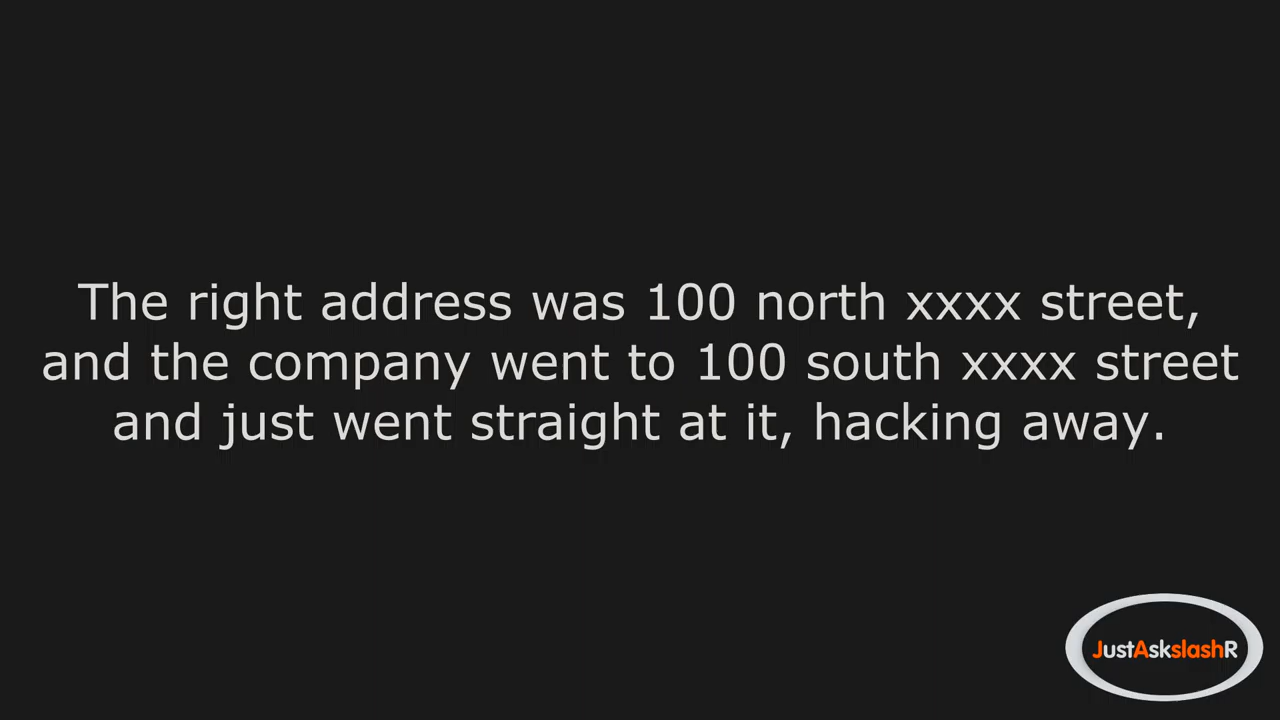 The right address was 100 north xxxx street,
and the company went to 100 south xxxx street
and just went straight at it, hacking away.
JustAskslashR